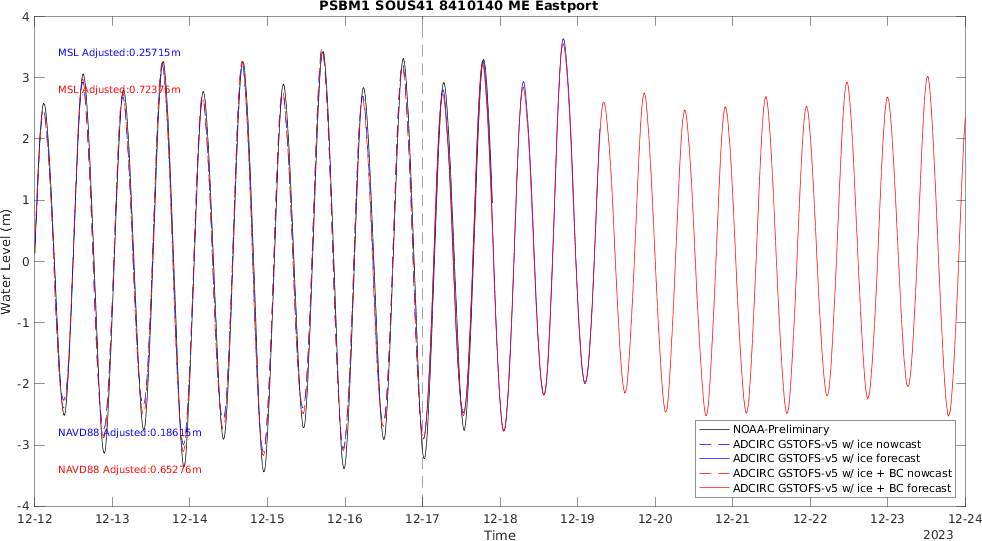 PSBM1 SOUS41 8410140 ME Eastport
MSL Adjusted:0.25715m
MSL Adjusted:0.72376m
NAVD88 Adjusted:0.18615m
NAVD88 Adjusted:0.65276m
Water Level (m)
4
3
2
1
0
-1
-2
-3
-4
NOAA-Preliminary
ADCIRC GSTOFS-v5 w/ ice nowcast
ADCIRC GSTOFS-v5 w/ ice forecast
ADCIRC GSTOFS-v5 w/ ice + BC nowcast
ADCIRC GSTOFS-v5 w/ ice + BC forecast
12-12 12-13 12-14 12-15 12-16 12-17 12-18 12-19 12-20 12-21 12-22 12-23 12-24
Time
2023